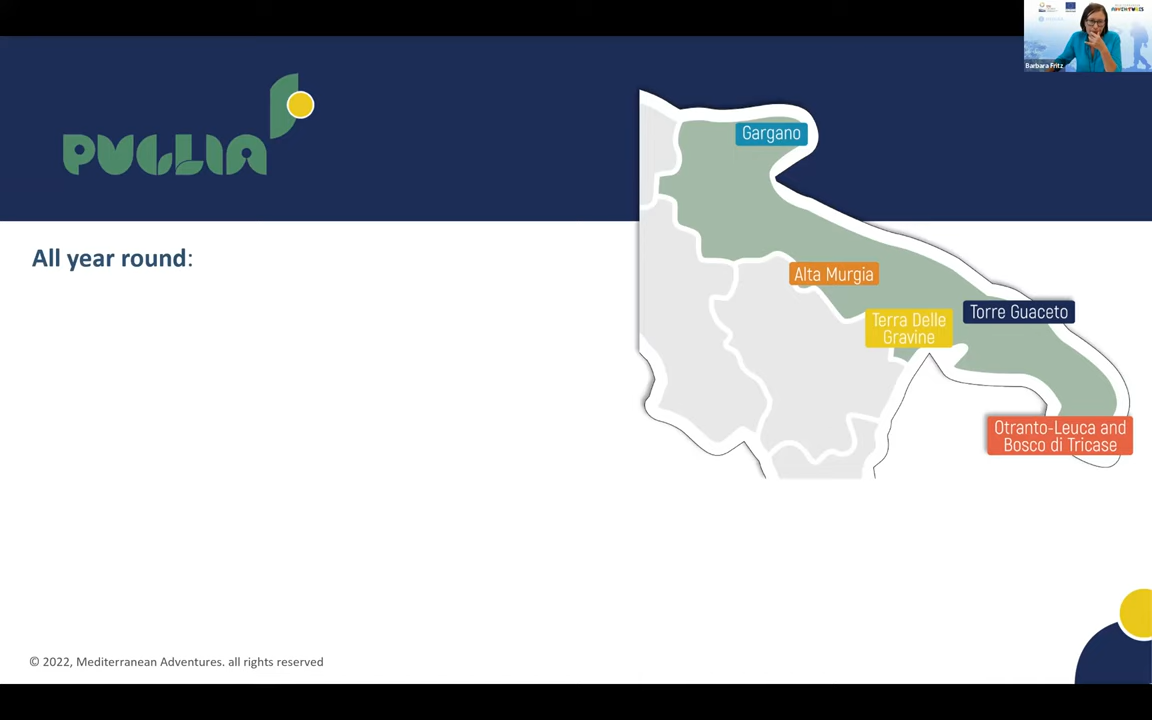 ADVENTURES
Barbara Fritz
PUGLIA
Gargano
All year round:
Alta Murgia
Torre Guaceto
Terra Delle
Gravine
Otranto-Leuca and
Bosco di Tricase
© 2022, Mediterranean Adventures. all rights reserved